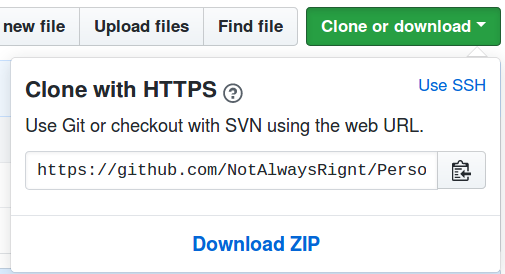 new file Upload files Find file Clone or download
Clone with HTTPS ?
Use SSH
Use Git or checkout with SVN using the web URL.
https://github.com/NotAlwaysRignt/Perso
Download ZIP